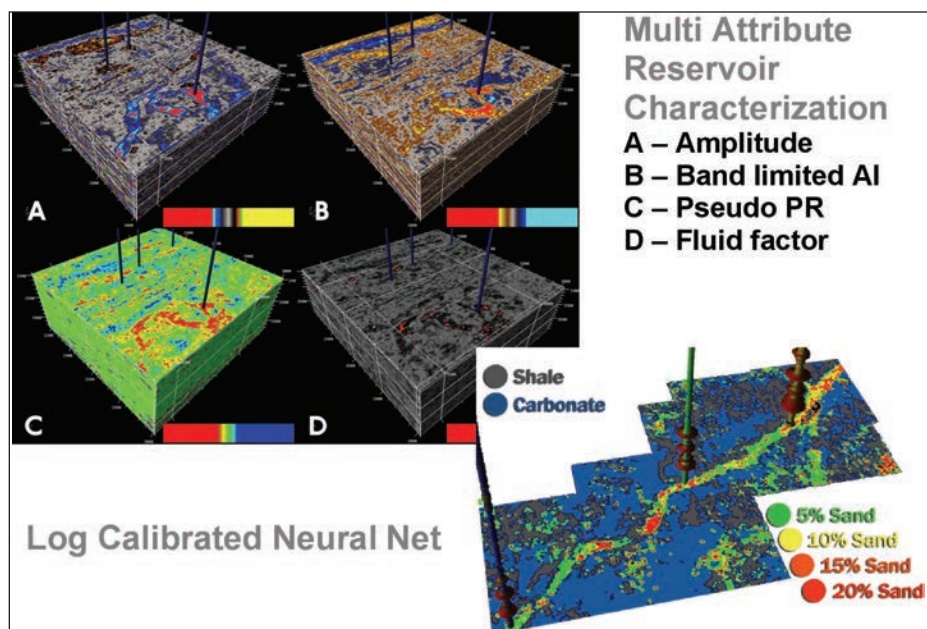 Multi Attribute
Reservoir
Characterization
A – Amplitude
B – Band limited AI
C – Pseudo PR
D – Fluid factor
A
B
C
D
Shale
Carbonate
5% Sand
10% Sand
15% Sand
20% Sand
Log Calibrated Neural Net